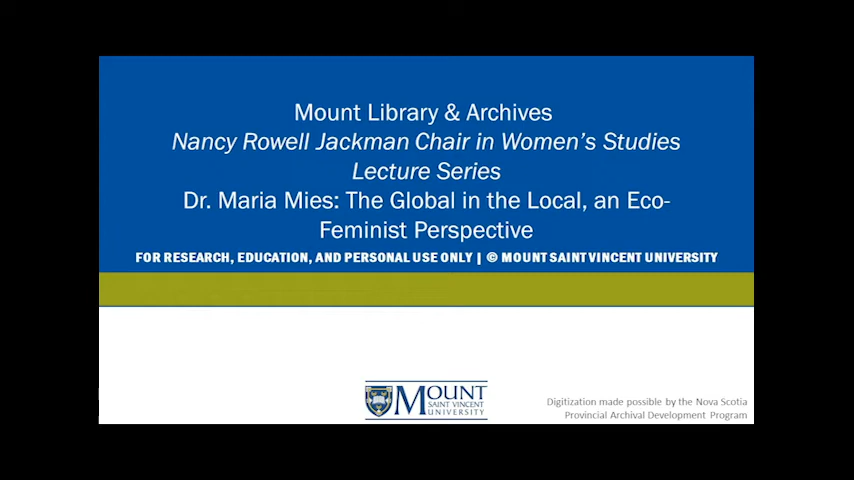 Mount Library & Archives
Nancy Rowell Jackman Chair in Women's Studies
Lecture Series
Dr. Maria Mies: The Global in the Local, an Eco-
Feminist Perspective
FOR RESEARCH, EDUCATION, AND PERSONAL USE ONLY | © MOUNT SAINT VINCENT UNIVERSITY
MOUNT
SAINT VINCENT
UNIVERSITY
Digitization made possible by the Nova Scotia
Provincial Archival Development Program